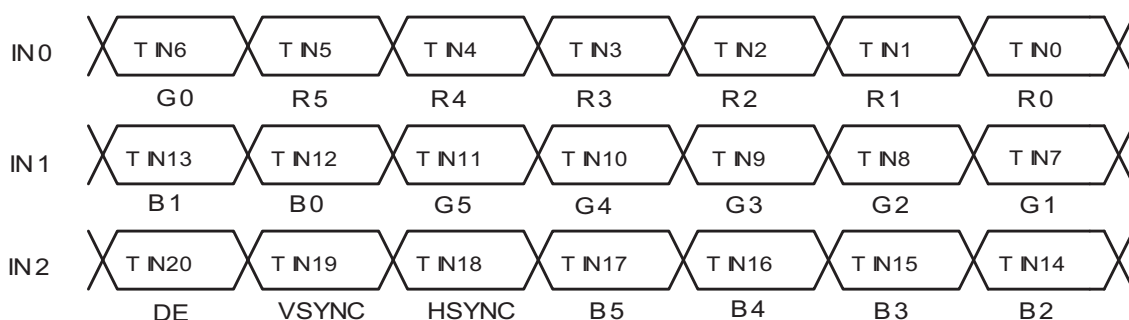 IN0 TIN6 TIN5 TIN4 TIN3 TIN2 TIN1 TIN0
G0 R5 R4 R3 R2 R1 R0
IN1 TIN13 TIN12 TIN11 TIN10 TIN9 TIN8 TIN7
B1 B0 G5 G4 G3 G2 G1
IN2 TIN20 TIN19 TIN18 TIN17 TIN16 TIN15 TIN14
DE VSYNC HSYNC B5 B4 B3 B2